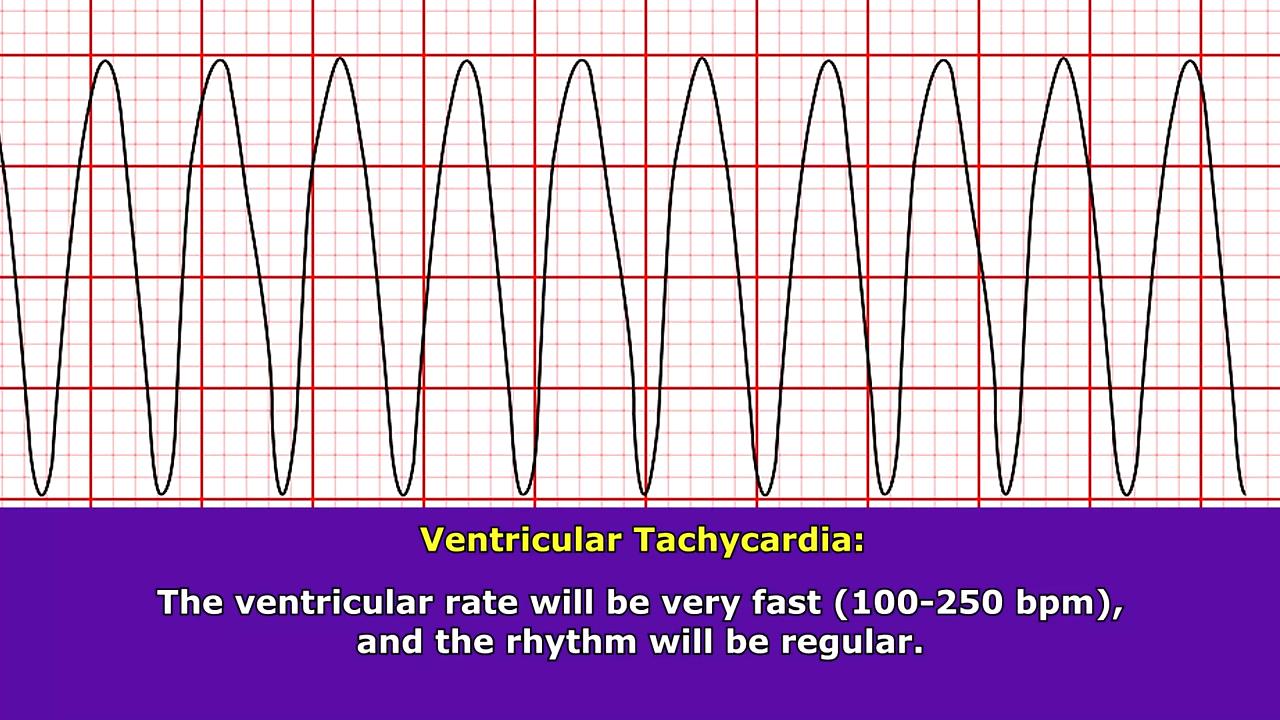 Ventricular Tachycardia:
The ventricular rate will be very fast (100-250 bpm),
and the rhythm will be regular.